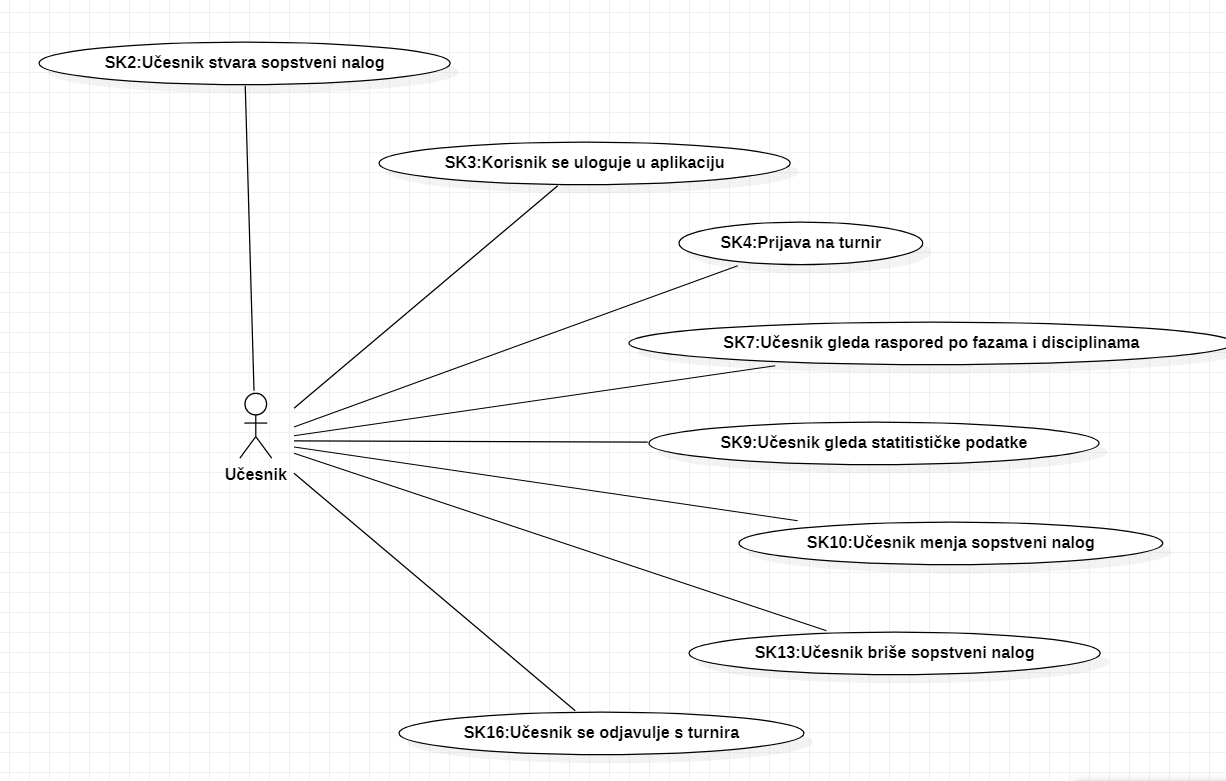 SK2:Učesnik stvara sopstveni nalog
SK3:Korisnik se uloguje u aplikaciju
SK4:Prijava na turnir
SK7:Učesnik gleda raspored po fazama i disciplinama
SK9:Učesnik gleda statitističke podatke
Učesnik
SK10:Učesnik menja sopstveni nalog
SK13:Učesnik briše sopstveni nalog
SK16:Učesnik se odjavulje s turnira